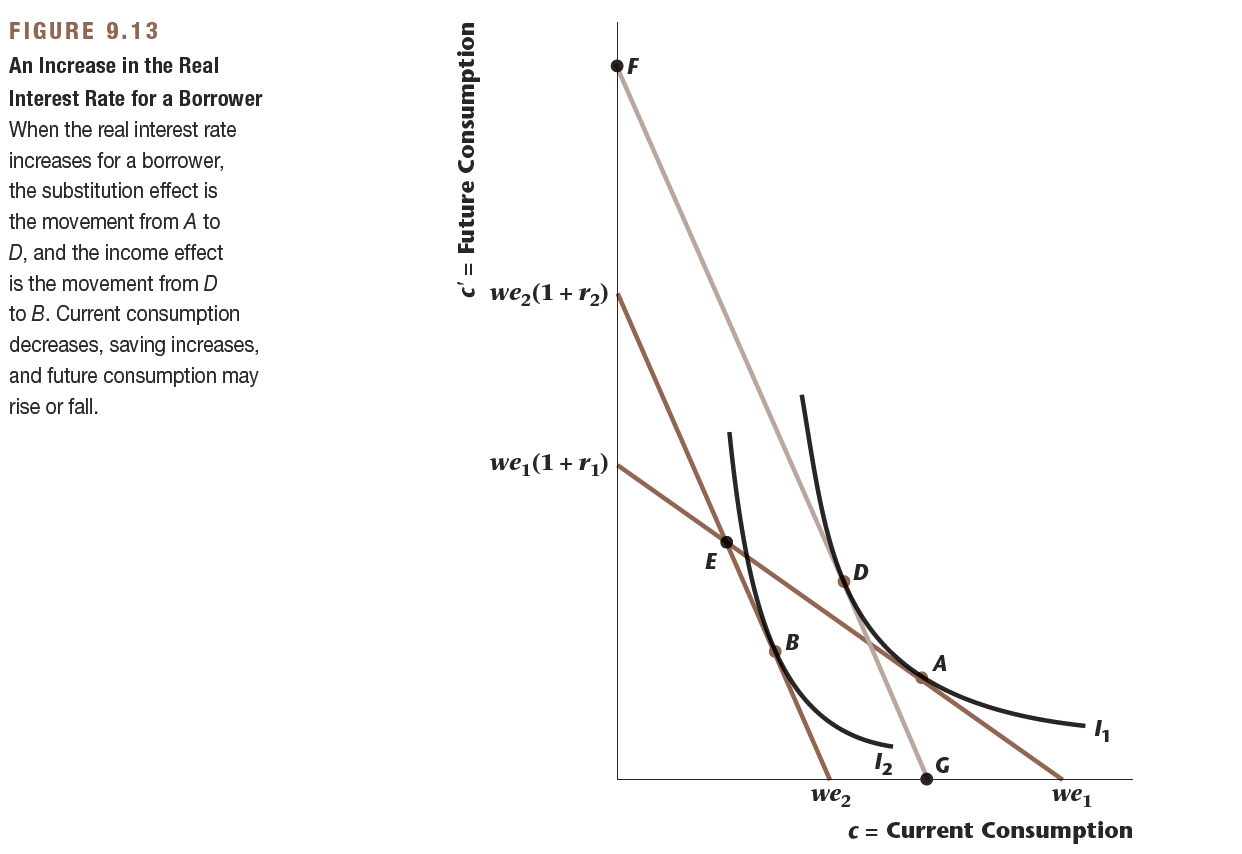 FIGURE 9.13
An Increase in the Real
Interest Rate for a Borrower
When the real interest rate
increases for a borrower,
the substitution effect is
the movement from A to
D, and the income effect
is the movement from D
to B. Current consumption
decreases, saving increases,
and future consumption may
rise or fall.
c' = Future Consumption
F
we₂(1 + r₂)
we₁(1 + r₁)
E
D
B
A
I₁
I₂
G
we₂
we₁
c = Current Consumption